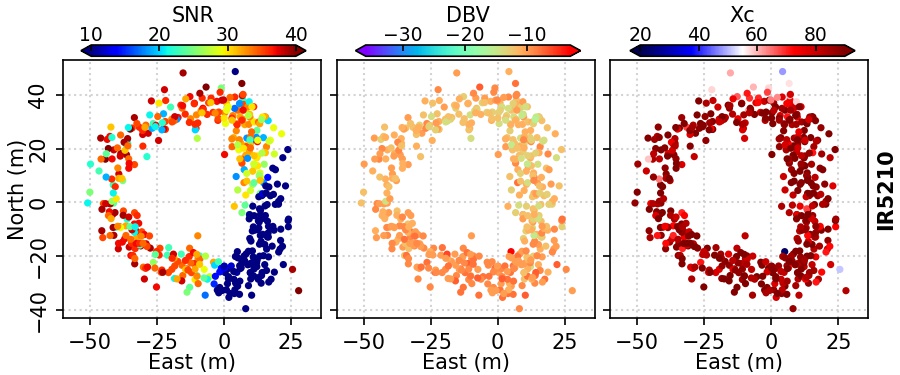 SNR DBV Xc
10 20 30 40 −30 −20 −10 20 40 60 80
40
20
0
−20
−40
North (m)
IR5210
−50 −25 0 25 −50 −25 0 25 −50 −25 0 25
East (m) East (m) East (m)